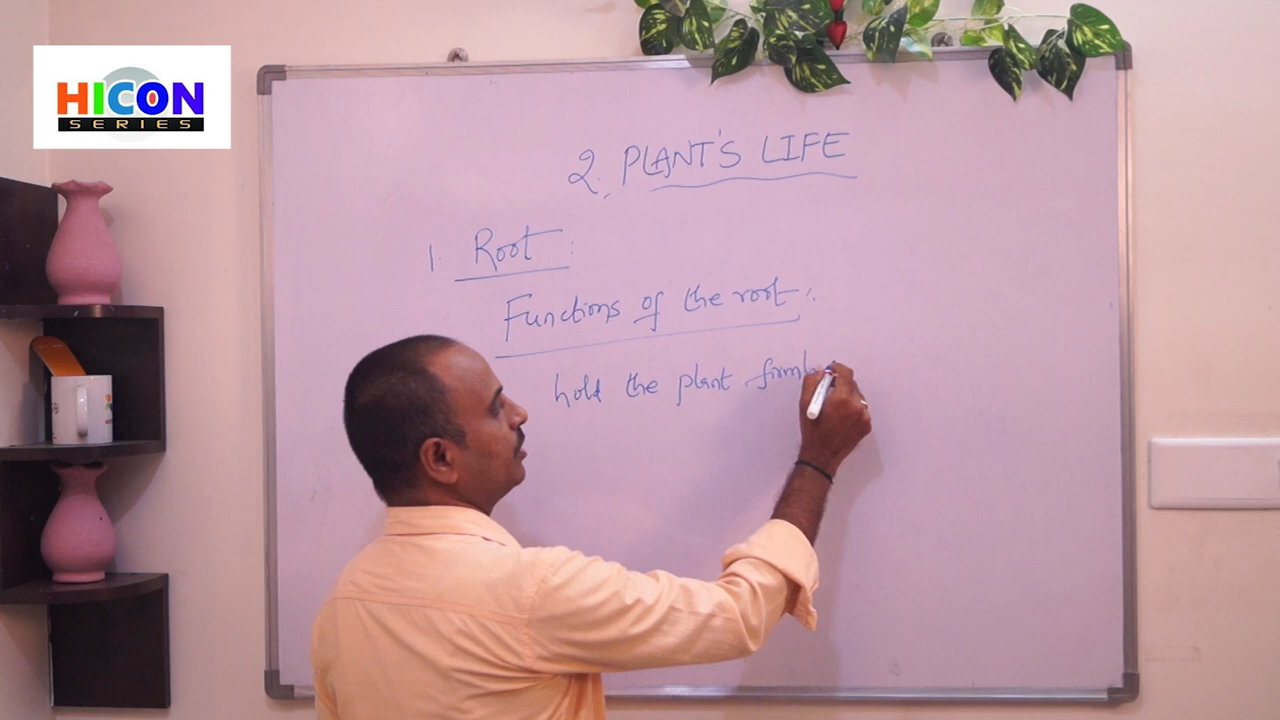 HICON
SERIES
2. PLANT'S LIFE
1. Root:
Functions of the root:
hold the plant firmly